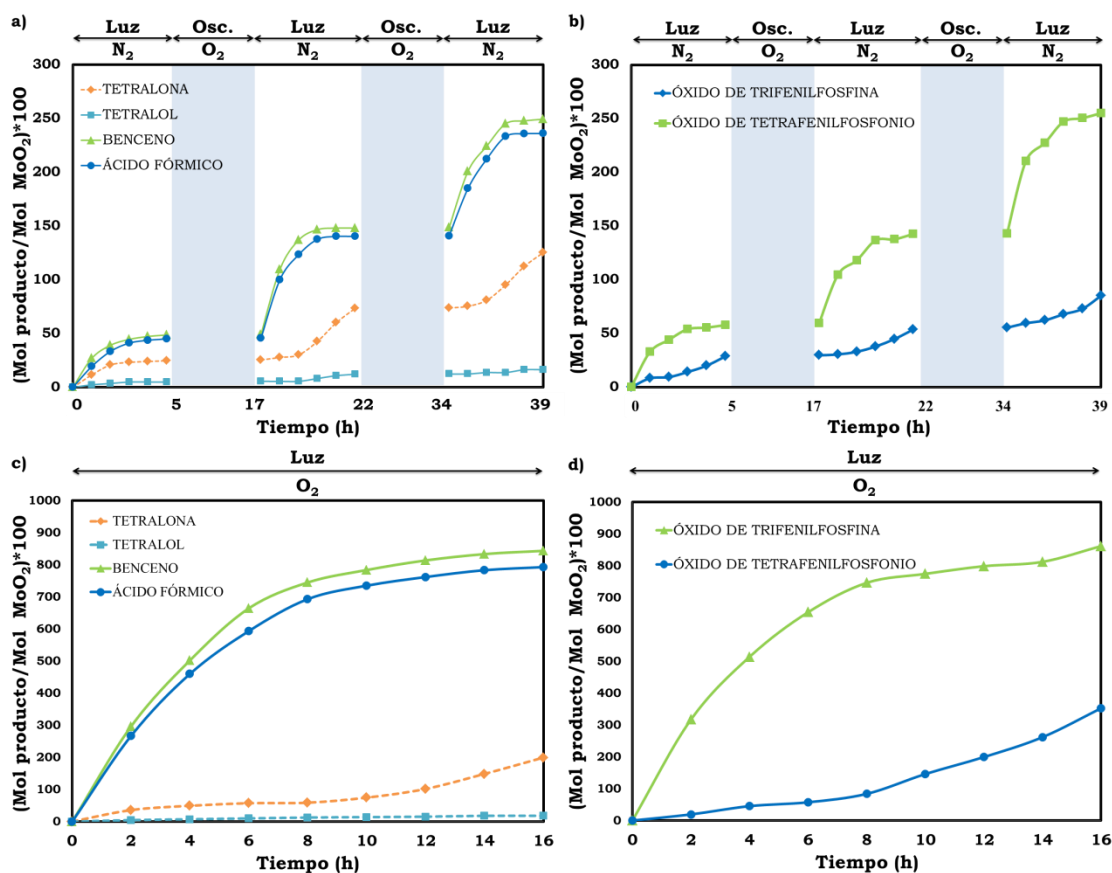 a)
Luz Osc. Luz Osc. Luz
N₂ O₂ N₂ O₂ N₂
(Mol producto/Mol MoO₂)*100
300
250
200
150
100
50
0
TETRALONA
TETRALOL
BENCENO
ÁCIDO FÓRMICO
0 5 17 22 34 39
Tiempo (h)
b)
Luz Osc. Luz Osc. Luz
N₂ O₂ N₂ O₂ N₂
(Mol producto/Mol MoO₂)*100
300
250
200
150
100
50
0
ÓXIDO DE TRIFENILFOSFINA
ÓXIDO DE TETRAFENILFOSFONIO
0 5 17 22 34 39
Tiempo (h)
c)
Luz
O₂
(Mol producto/Mol MoO₂)*100
1000
900
800
700
600
500
400
300
200
100
0
TETRALONA
TETRALOL
BENCENO
ÁCIDO FÓRMICO
0 2 4 6 8 10 12 14 16
Tiempo (h)
d)
Luz
O₂
(Mol producto/Mol MoO₂)*100
1000
900
800
700
600
500
400
300
200
100
0
ÓXIDO DE TRIFENILFOSFINA
ÓXIDO DE TETRAFENILFOSFONIO
0 2 4 6 8 10 12 14 16
Tiempo (h)